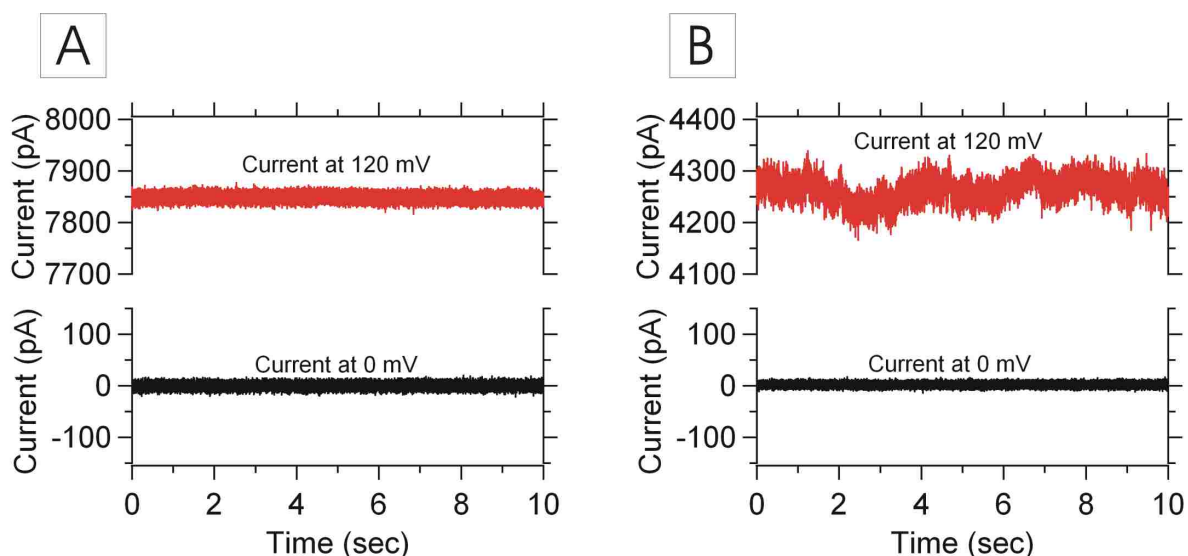 A
8000
7900
7800
7700
Current (pA)
Current at 120 mV
100
0
-100
Current (pA)
Current at 0 mV
0 2 4 6 8 10
Time (sec)
B
4400
4300
4200
4100
Current (pA)
Current at 120 mV
100
0
-100
Current (pA)
Current at 0 mV
0 2 4 6 8 10
Time (sec)